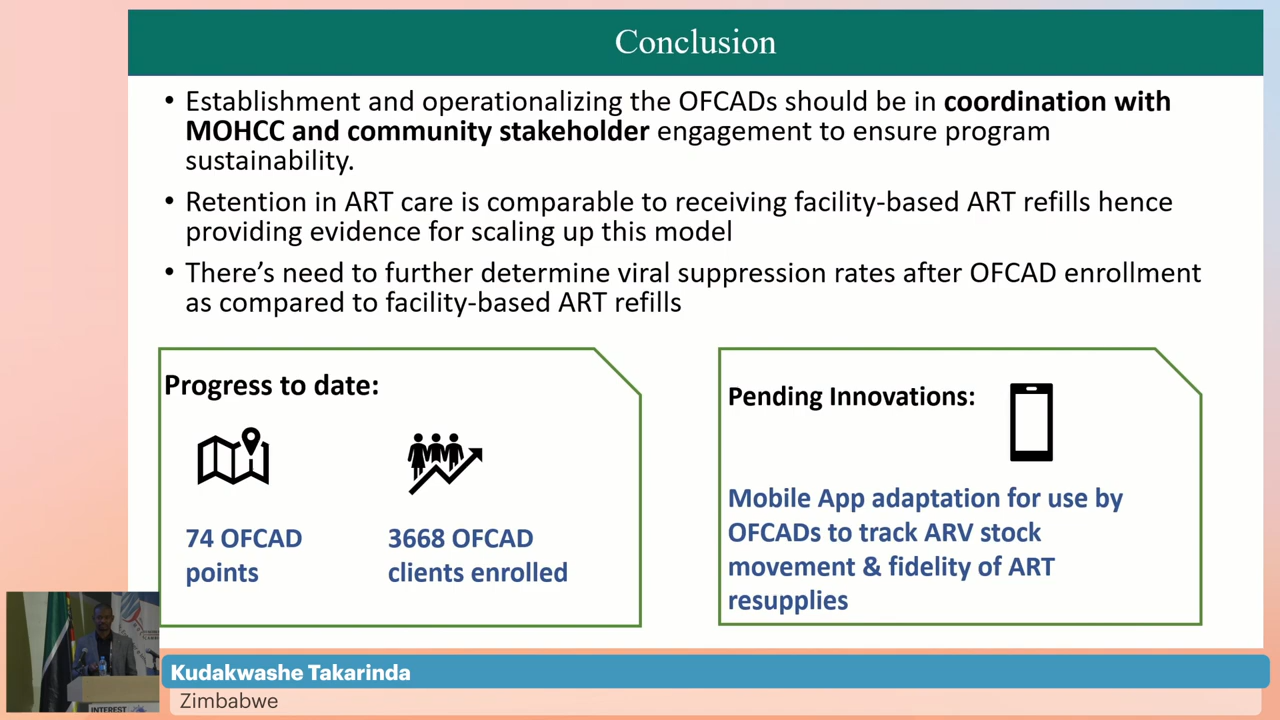 Conclusion
• Establishment and operationalizing the OFCADs should be in coordination with
MOHCC and community stakeholder engagement to ensure program
sustainability.
• Retention in ART care is comparable to receiving facility-based ART refills hence
providing evidence for scaling up this model
• There’s need to further determine viral suppression rates after OFCAD enrollment
as compared to facility-based ART refills
Progress to date:
74 OFCAD
points
3668 OFCAD
clients enrolled
Pending Innovations:
Mobile App adaptation for use by
OFCADs to track ARV stock
movement & fidelity of ART
resupplies
INTEREST
Kudakwashe Takarinda
Zimbabwe